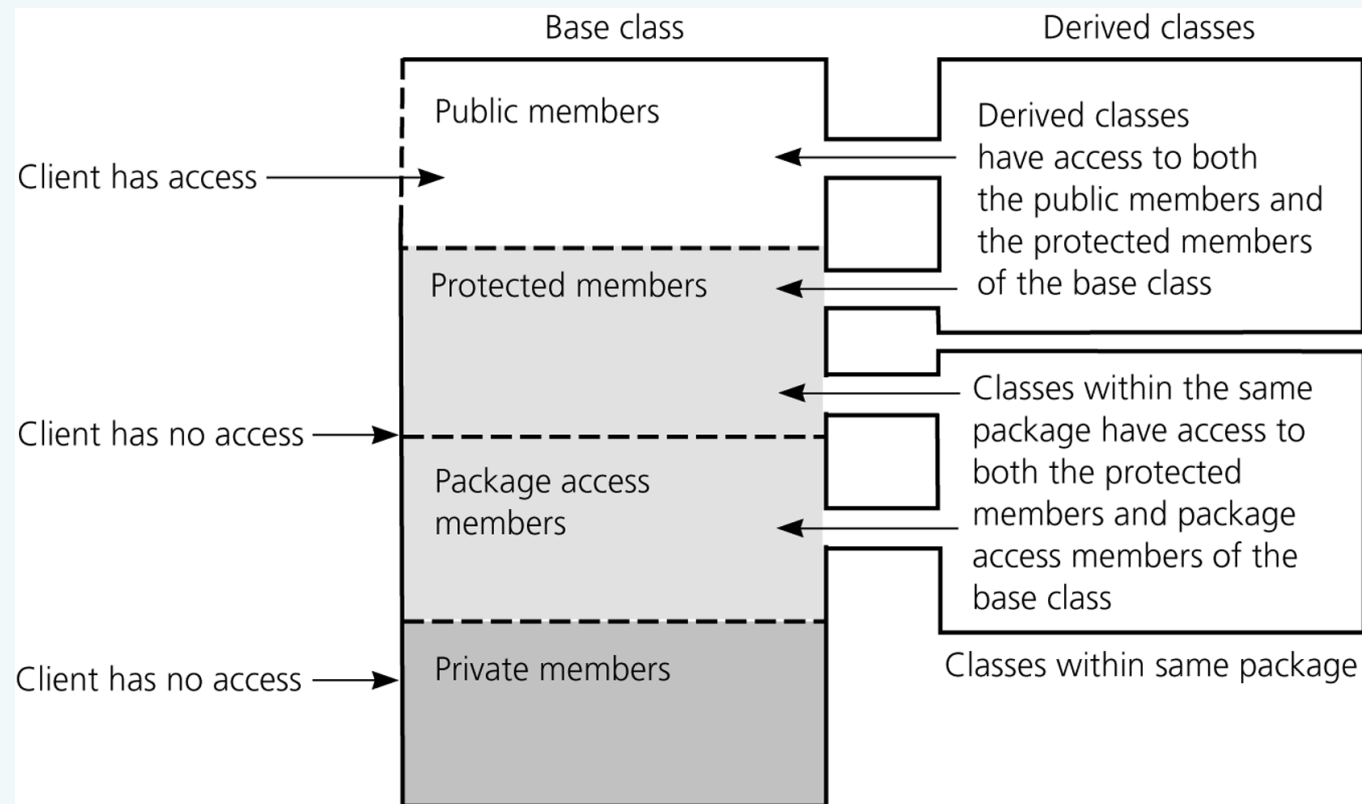 Base class
Derived classes
Public members
Client has access
Derived classes
have access to both
the public members and
the protected members
of the base class
Protected members
Client has no access
Classes within the same
package have access to
both the protected
members and package
access members of the
base class
Package access
members
Client has no access
Private members
Classes within same package